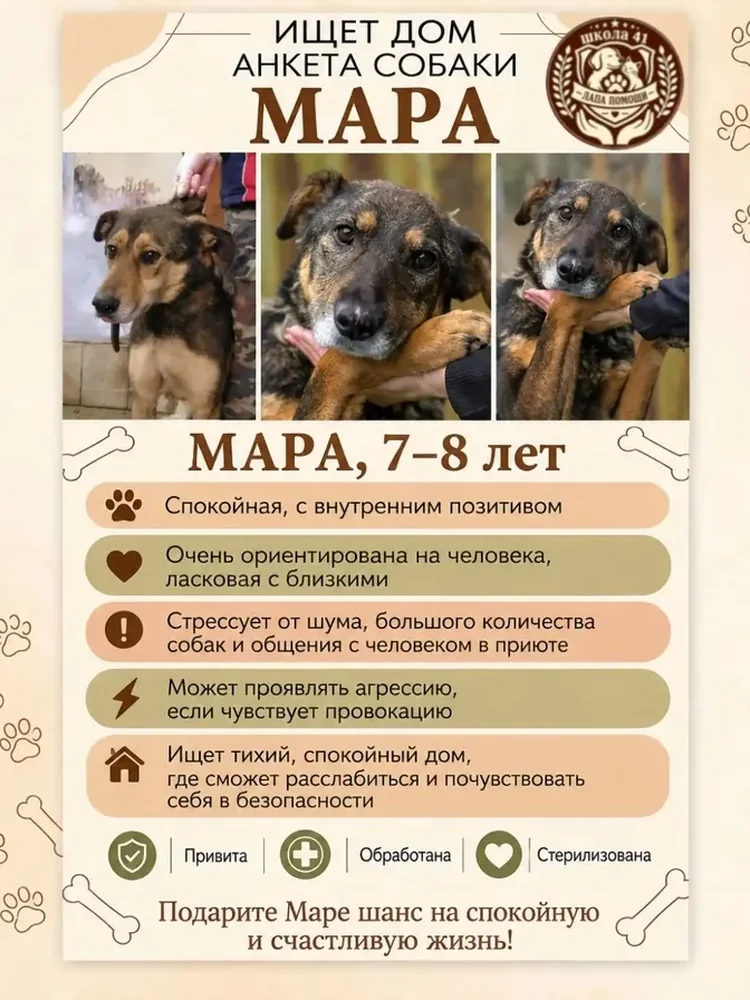 ИЩЕТ ДОМ
АНКЕТА СОБАКИ
МАРА
ШКОЛА 41
ЛАПА ПОМОЩИ
МАРА, 7–8 лет
Спокойная, с внутренним позитивом
Очень ориентирована на человека,
ласковая с близкими
Стрессует от шума, большого количества
собак и общения с человеком в приюте
Может проявлять агрессию,
если чувствует провокацию
Ищет тихий, спокойный дом,
где сможет расслабиться и почувствовать
себя в безопасности
Привита
Обработана
Стерилизована
Подарите Маре шанс на спокойную
и счастливую жизнь!